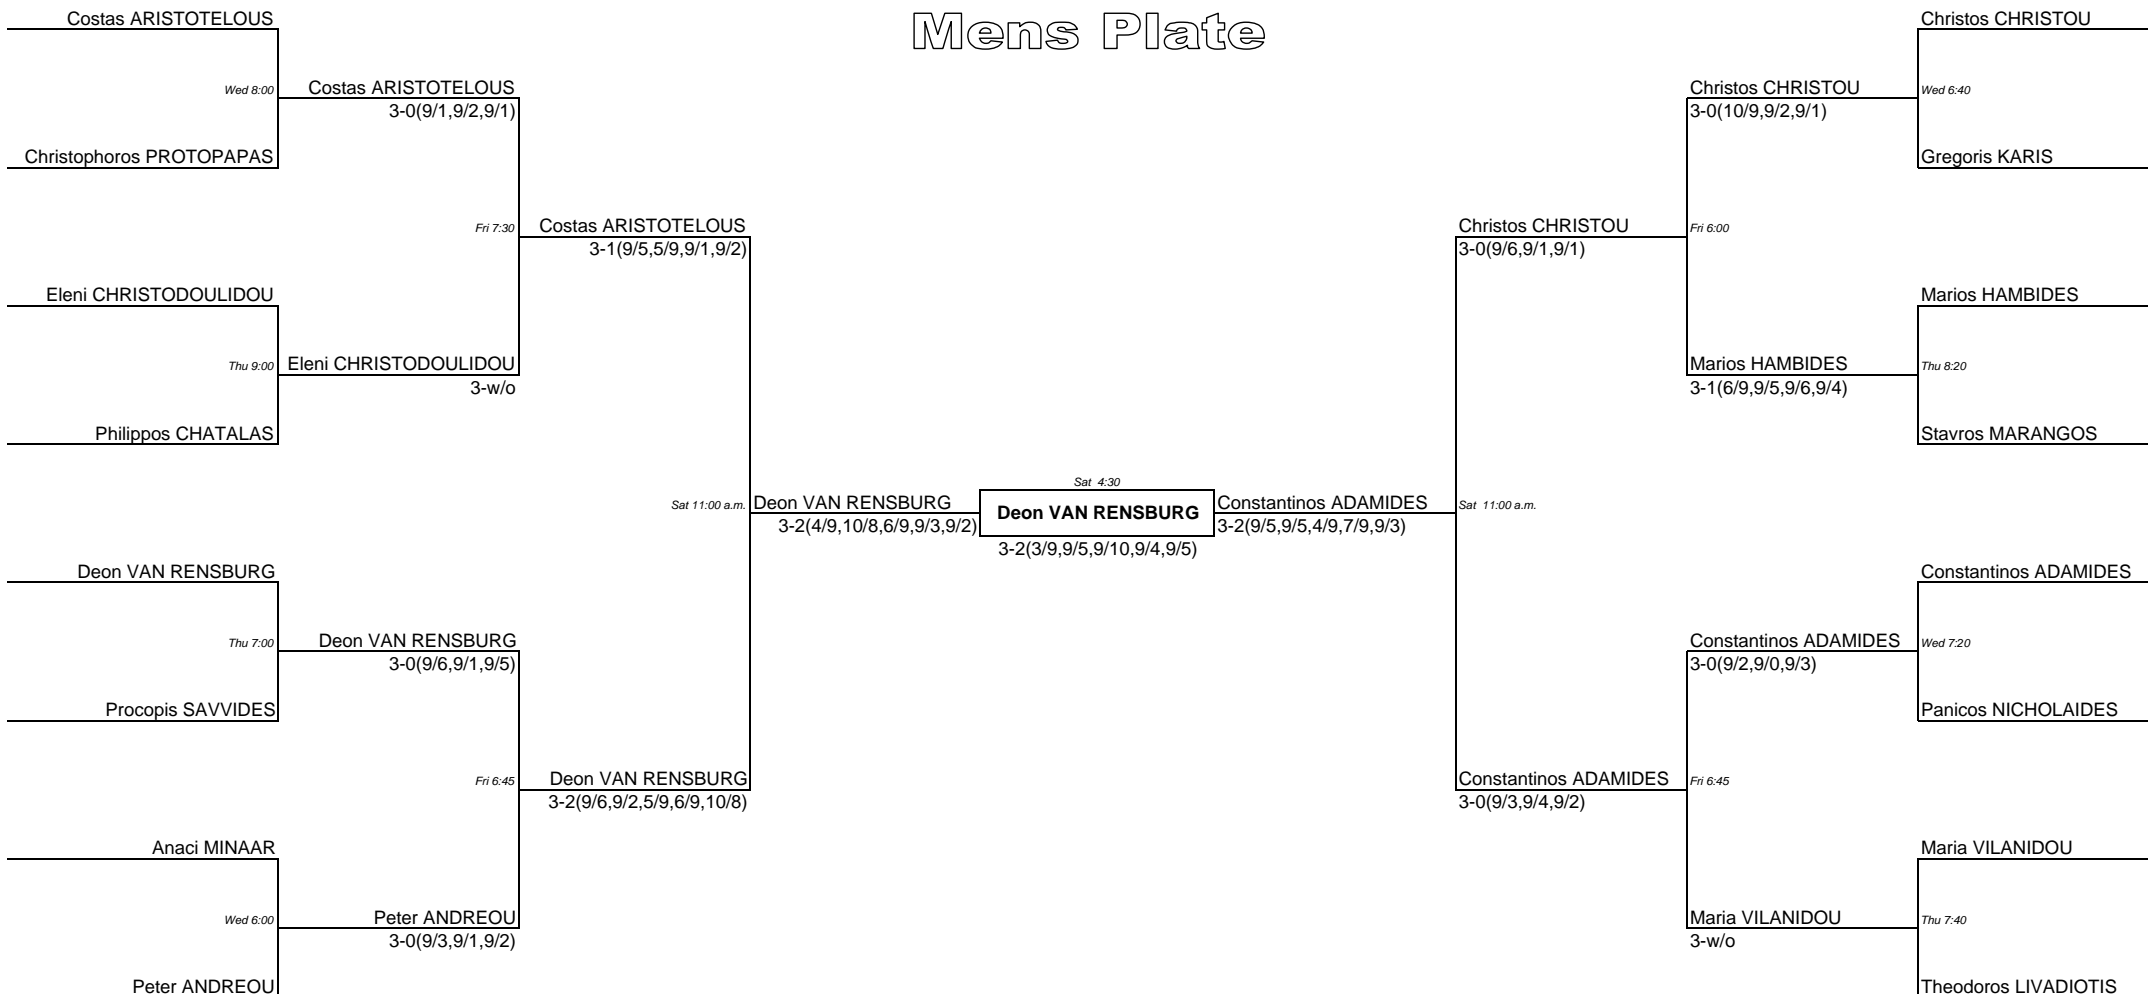 Mens Plate
Costas ARISTOTELOUS
Wed 8:00
Costas ARISTOTELOUS
3-0(9/1,9/2,9/1)
Christophoros PROTOPAPAS
Fri 7:30
Costas ARISTOTELOUS
3-1(9/5,5/9,9/1,9/2)
Eleni CHRISTODOULIDOU
Thu 9:00
Eleni CHRISTODOULIDOU
3-w/o
Philippos CHATALAS
Sat 11:00 a.m.
Deon VAN RENSBURG
3-2(4/9,10/8,6/9,9/3,9/2)
Deon VAN RENSBURG
Thu 7:00
Deon VAN RENSBURG
3-0(9/6,9/1,9/5)
Procopis SAVVIDES
Fri 6:45
Deon VAN RENSBURG
3-2(9/6,9/2,5/9,6/9,10/8)
Anaci MINAAR
Wed 6:00
Peter ANDREOU
3-0(9/3,9/1,9/2)
Peter ANDREOU
Sat 4:30
Deon VAN RENSBURG
3-2(3/9,9/5,9/10,9/4,9/5)
Christos CHRISTOU
Christos CHRISTOU
Wed 6:40
3-0(10/9,9/2,9/1)
Gregoris KARIS
Christos CHRISTOU
Fri 6:00
3-0(9/6,9/1,9/1)
Marios HAMBIDES
Marios HAMBIDES
Thu 8:20
3-1(6/9,9/5,9/6,9/4)
Stavros MARANGOS
Constantinos ADAMIDES
Sat 11:00 a.m.
3-2(9/5,9/5,4/9,7/9,9/3)
Constantinos ADAMIDES
Constantinos ADAMIDES
Wed 7:20
3-0(9/2,9/0,9/3)
Panicos NICHOLAIDES
Constantinos ADAMIDES
Fri 6:45
3-0(9/3,9/4,9/2)
Maria VILANIDOU
Maria VILANIDOU
Thu 7:40
3-w/o
Theodoros LIVADIOTIS